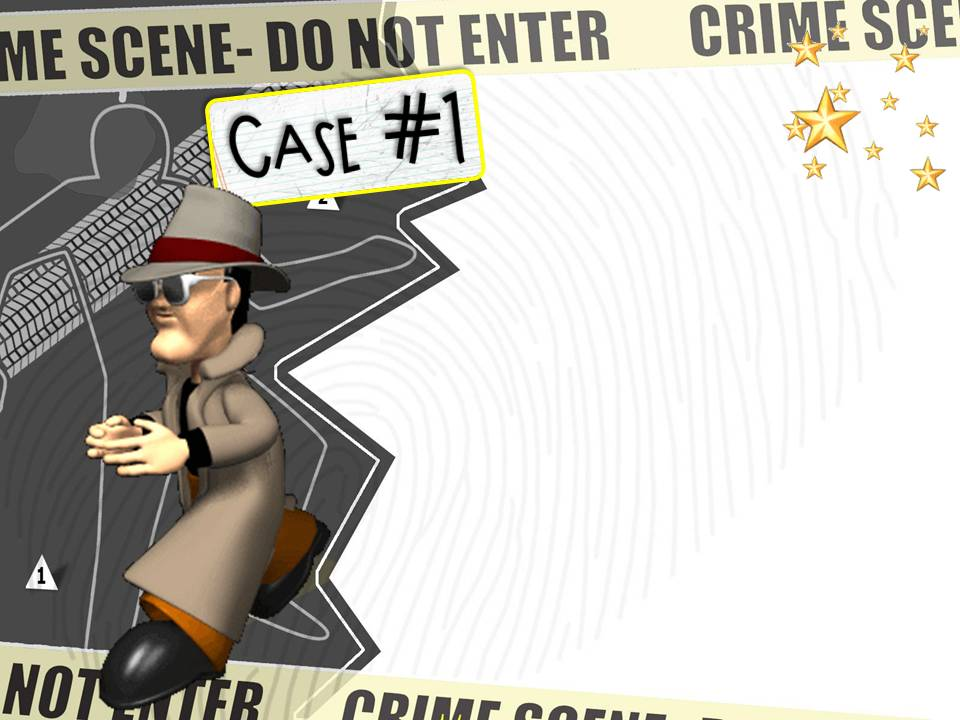 ME SCENE- DO NOT ENTER CRIME SCE
CASE #1
2
1
NOT ENTER CRIME SCENE-